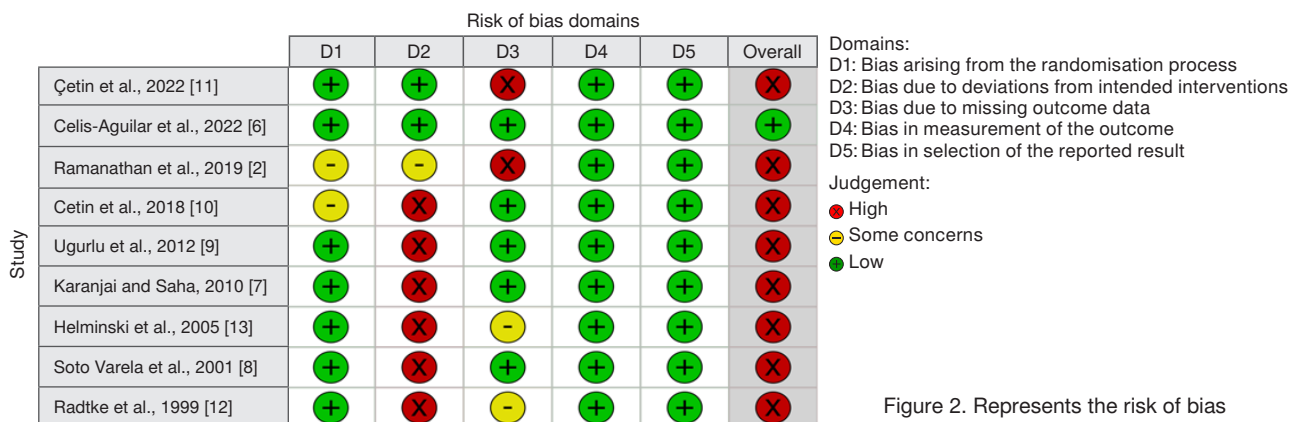 Risk of bias domains
D1 D2 D3 D4 D5 Overall
Study
Çetin et al., 2022 [11] + + X + + X
Celis-Aguilar et al., 2022 [6] + + + + + +
Ramanathan et al., 2019 [2] - - X + + X
Cetin et al., 2018 [10] - X + + + X
Ugurlu et al., 2012 [9] + X + + + X
Karanjai and Saha, 2010 [7] + X + + + X
Helminski et al., 2005 [13] + X - + + X
Soto Varela et al., 2001 [8] + X + + + X
Radtke et al., 1999 [12] + X - + + X
Domains:
D1: Bias arising from the randomisation process
D2: Bias due to deviations from intended interventions
D3: Bias due to missing outcome data
D4: Bias in measurement of the outcome
D5: Bias in selection of the reported result
Judgement:
X High
- Some concerns
+ Low
Figure 2. Represents the risk of bias